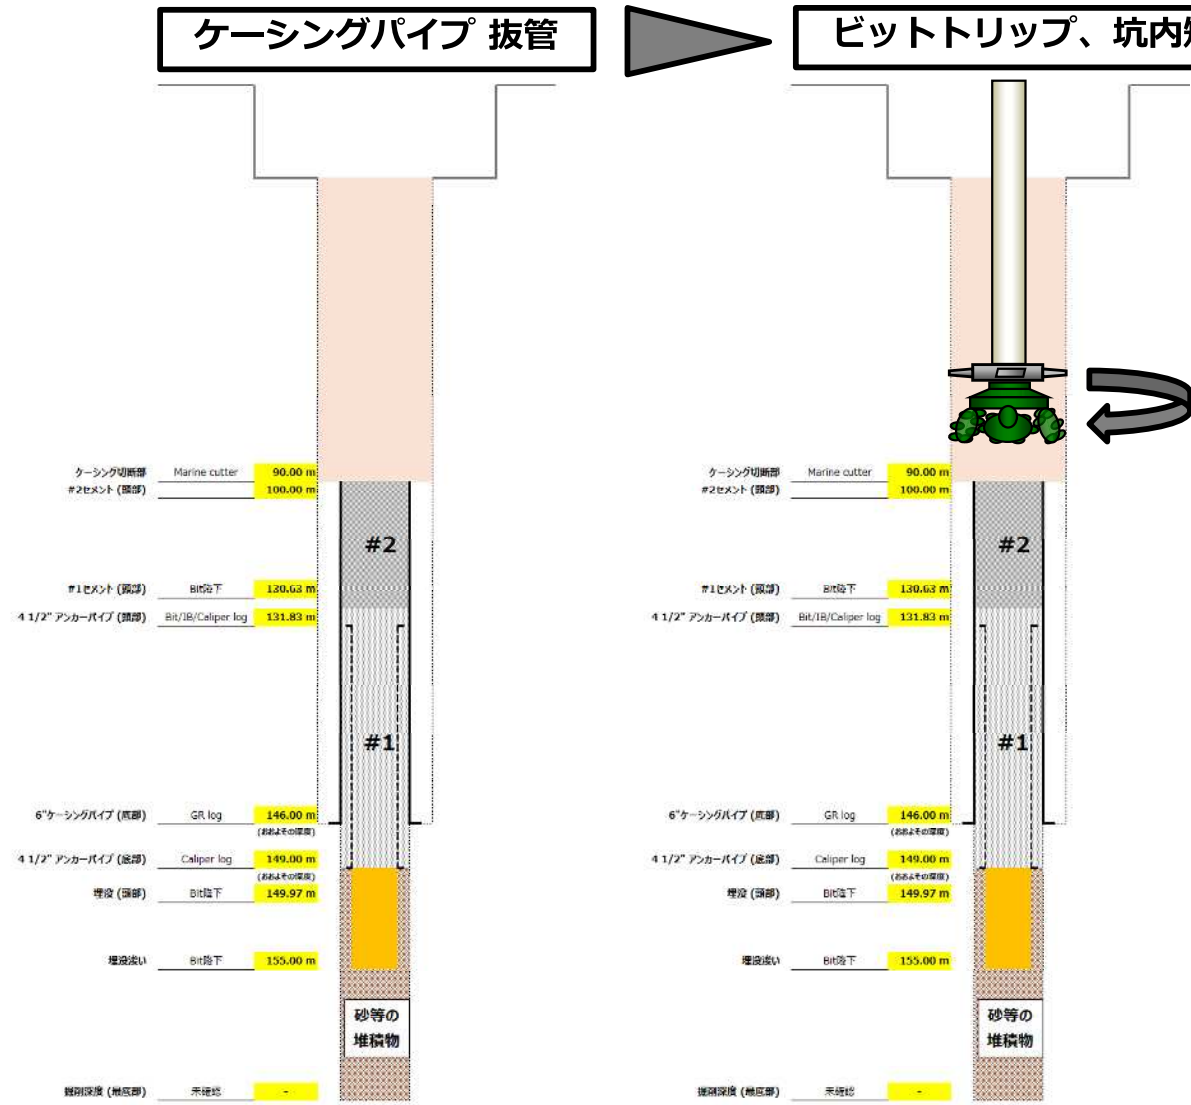 ケーシングパイプ 抜管
ビットトリップ、坑内
ケーシング切断部 Marine cutter 90.00 m
#2セメント (頭部) 100.00 m
#2
#1セメント (頭部) Bit降下 130.63 m
4 1/2" アンカーパイプ (頭部) Bit/IB/Caliper log 131.83 m
#1
6"ケーシングパイプ (底部) GR log 146.00 m
(おおよその深度)
4 1/2" アンカーパイプ (底部) Caliper log 149.00 m
(おおよその深度)
埋没 (頭部) Bit降下 149.97 m
埋没浚い Bit降下 155.00 m
砂等の
堆積物
掘削深度 (最底部) 未確認 -
ケーシング切断部 Marine cutter 90.00 m
#2セメント (頭部) 100.00 m
#2
#1セメント (頭部) Bit降下 130.63 m
4 1/2" アンカーパイプ (頭部) Bit/IB/Caliper log 131.83 m
#1
6"ケーシングパイプ (底部) GR log 146.00 m
(おおよその深度)
4 1/2" アンカーパイプ (底部) Caliper log 149.00 m
(おおよその深度)
埋没 (頭部) Bit降下 149.97 m
埋没浚い Bit降下 155.00 m
砂等の
堆積物
掘削深度 (最底部) 未確認 -